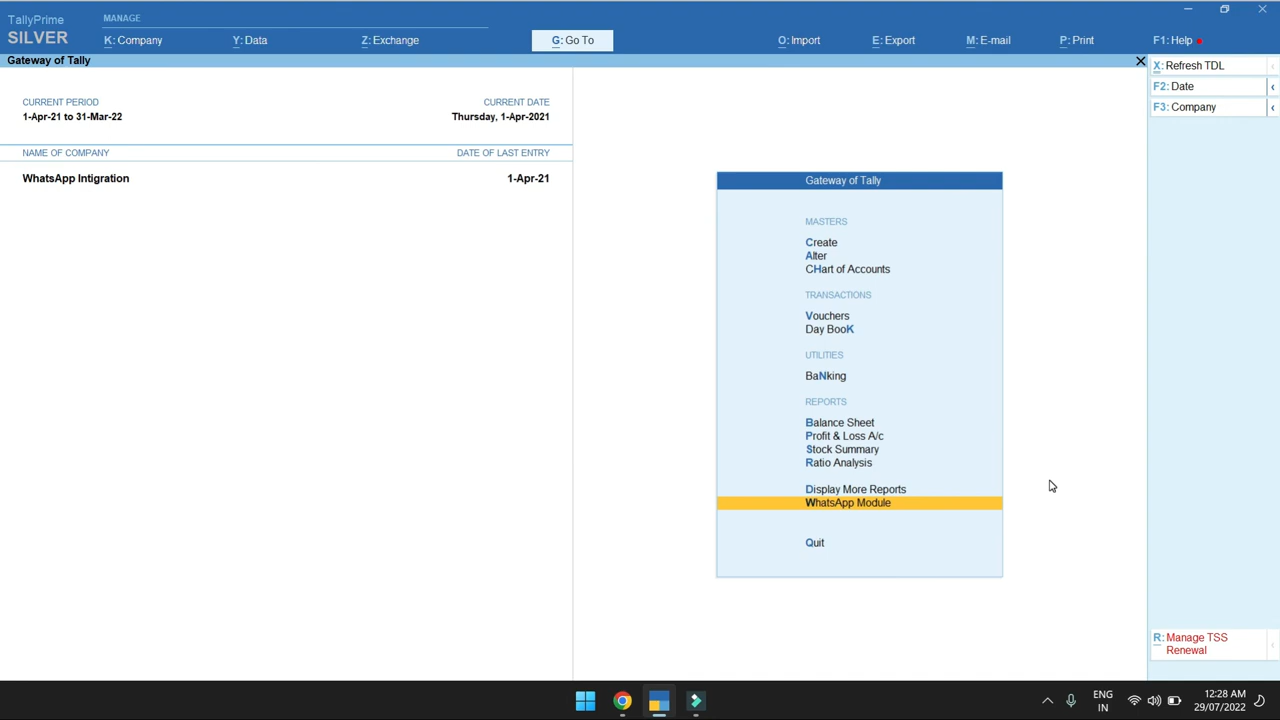 TallyPrime
SILVER
MANAGE
K: Company
Y: Data
Z: Exchange
G: Go To
O: Import
E: Export
M: E-mail
P: Print
F1: Help
Gateway of Tally
CURRENT PERIOD
CURRENT DATE
1-Apr-21 to 31-Mar-22
Thursday, 1-Apr-2021
NAME OF COMPANY
DATE OF LAST ENTRY
WhatsApp Intigration
1-Apr-21
Gateway of Tally
MASTERS
Create
Alter
CHart of Accounts
TRANSACTIONS
Vouchers
Day BooK
UTILITIES
BaNking
REPORTS
Balance Sheet
Profit & Loss A/c
Stock Summary
Ratio Analysis
Display More Reports
WhatsApp Module
Quit
X: Refresh TDL
F2: Date
F3: Company
R: Manage TSS
Renewal
ENG
IN
12:28 AM
29/07/2022